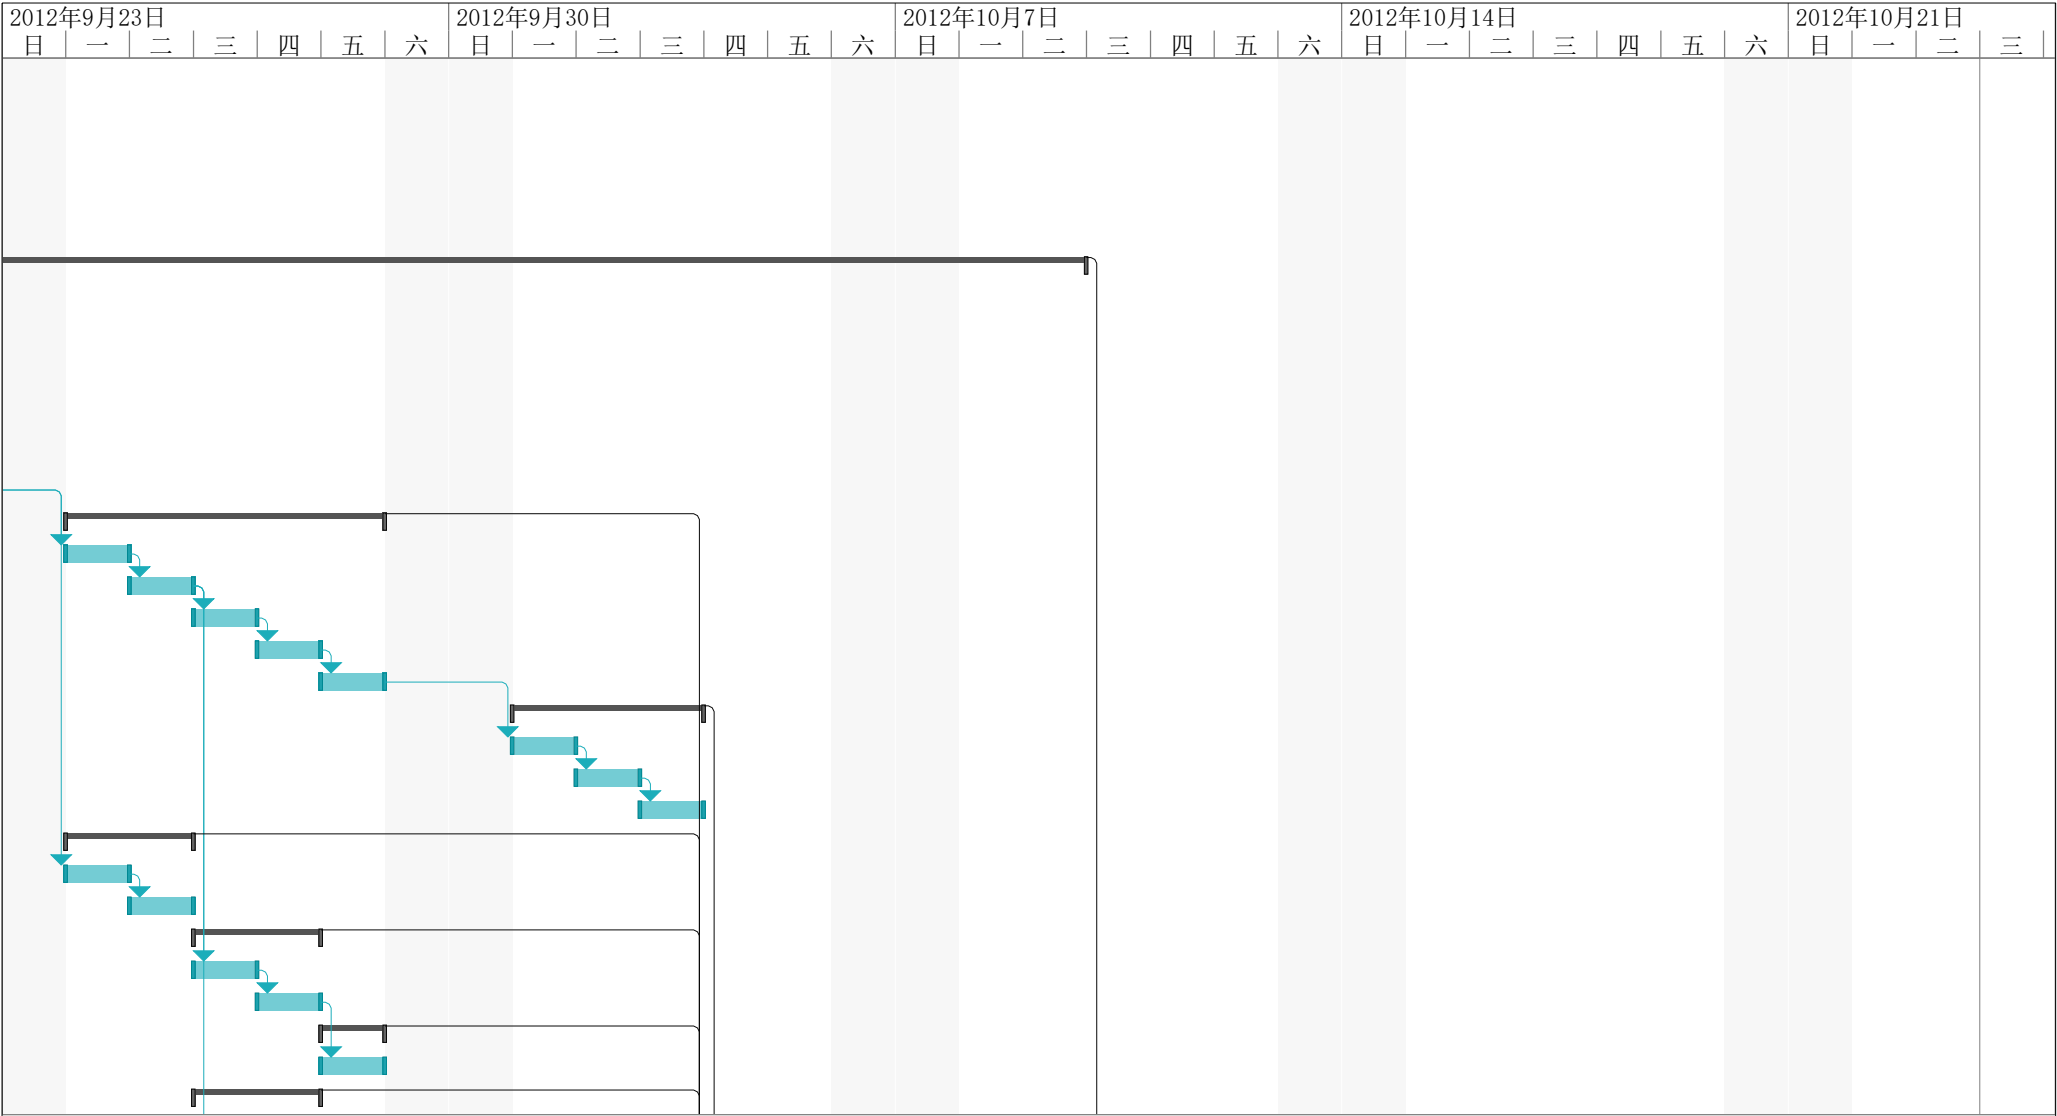 2012年9月23日 2012年9月30日 2012年10月7日 2012年10月14日 2012年10月21日
日 一 二 三 四 五 六 日 一 二 三 四 五 六 日 一 二 三 四 五 六 日 一 二 三 四 五 六 日 一 二 三